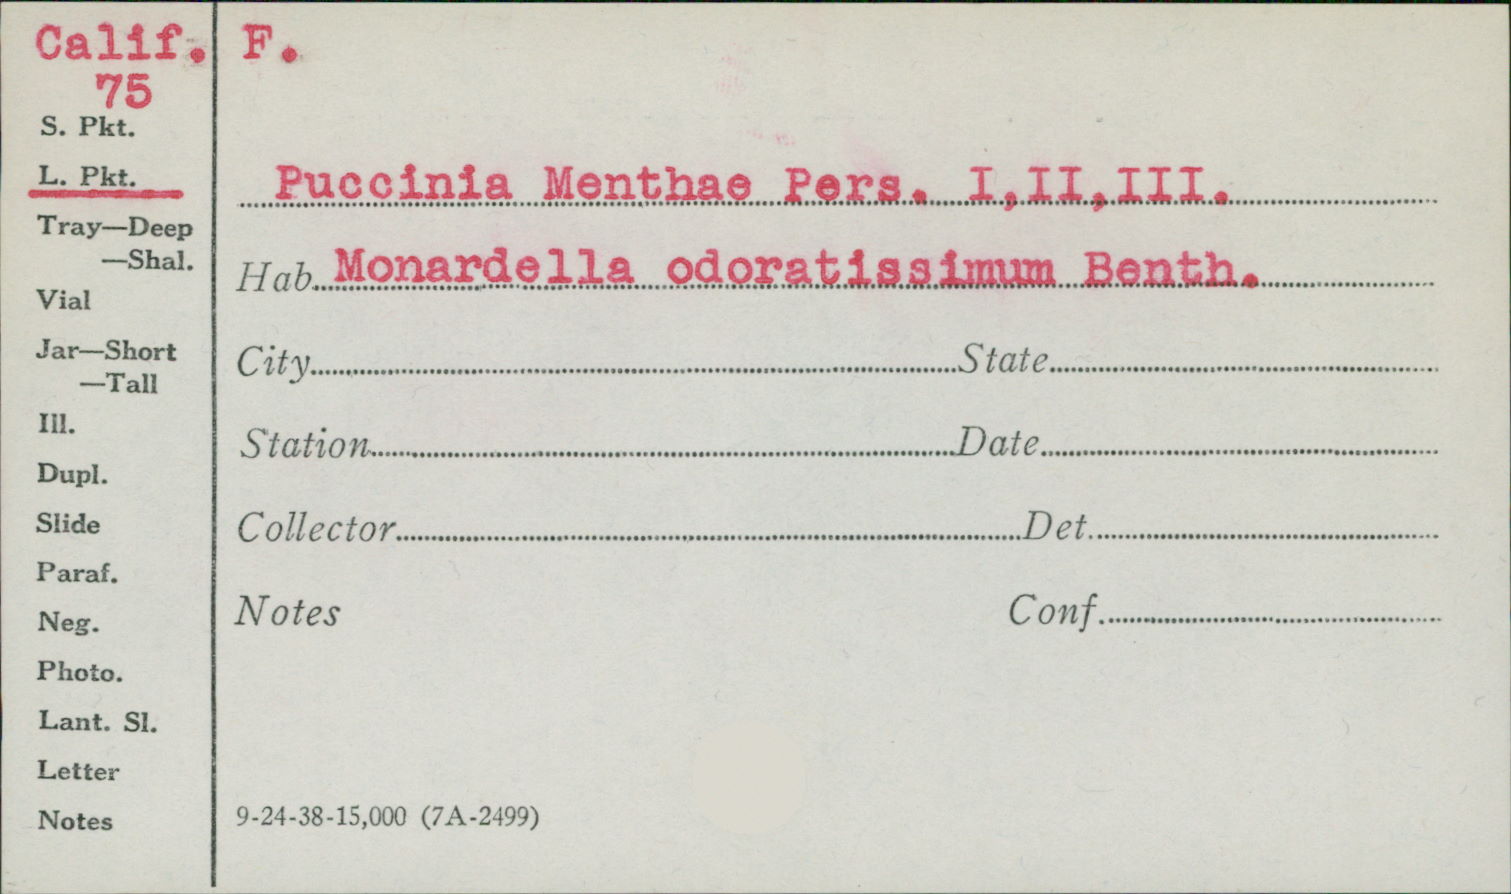 Calif.
75
S. Pkt.
L. Pkt.
Tray—Deep
—Shal.
Vial
Jar—Short
—Tall
Ill.
Dupl.
Slide
Paraf.
Neg.
Photo.
Lant. Sl.
Letter
Notes
F.
Puccinia Menthae Pers. I,II,III.
Hab. Monardella odoratissimum Benth.
City State
Station Date
Collector Det.
Notes Conf.
9-24-38-15,000 (7A-2499)